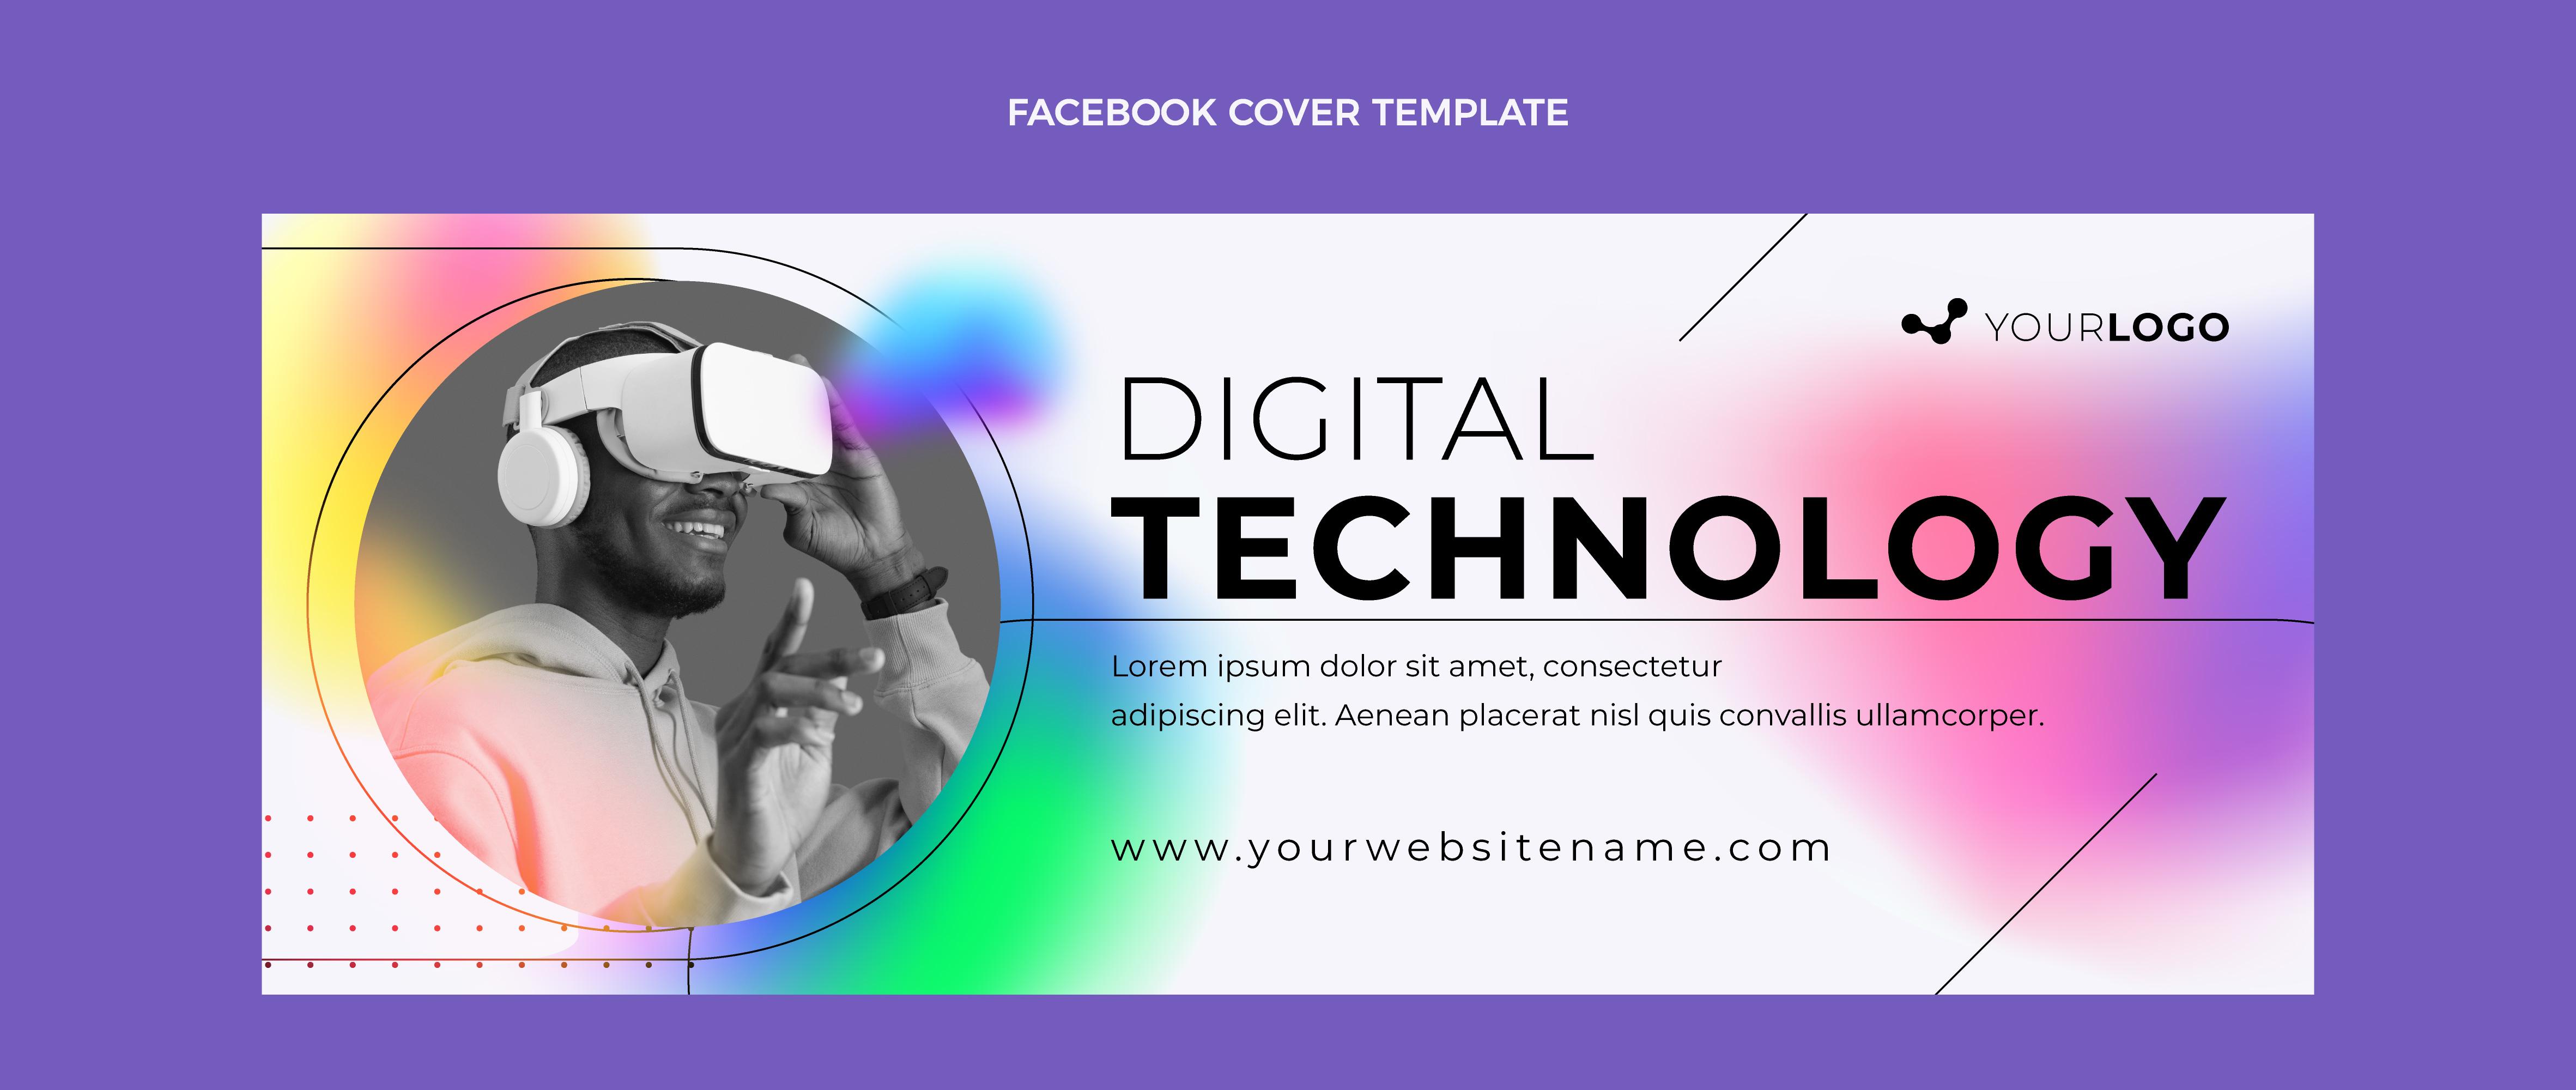 FACEBOOK COVER TEMPLATE
YOURLOGO
DIGITAL
TECHNOLOGY
Lorem ipsum dolor sit amet, consectetur
adipiscing elit. Aenean placerat nisl quis convallis ullamcorper.
www.yourwebsitename.com